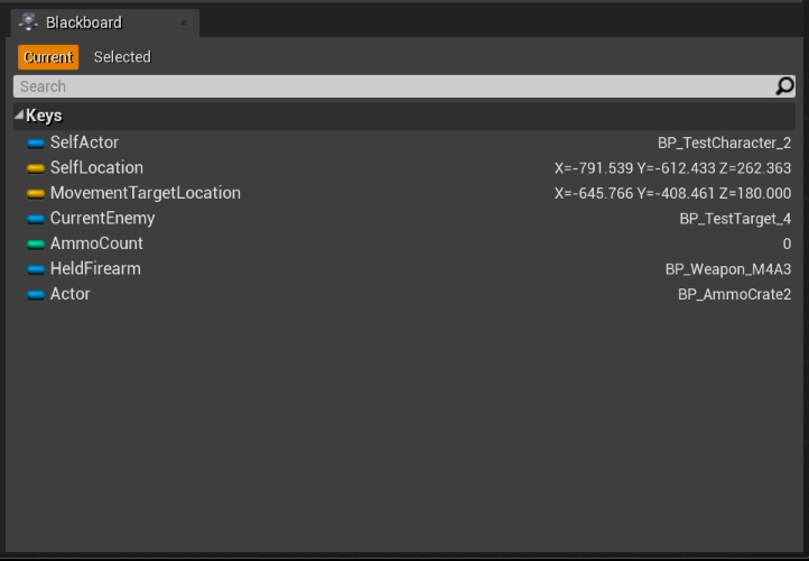 Blackboard
Current Selected
Search
Keys
SelfActor BP_TestCharacter_2
SelfLocation X=-791.539 Y=-612.433 Z=262.363
MovementTargetLocation X=-645.766 Y=-408.461 Z=180.000
CurrentEnemy BP_TestTarget_4
AmmoCount 0
HeldFirearm BP_Weapon_M4A3
Actor BP_AmmoCrate2